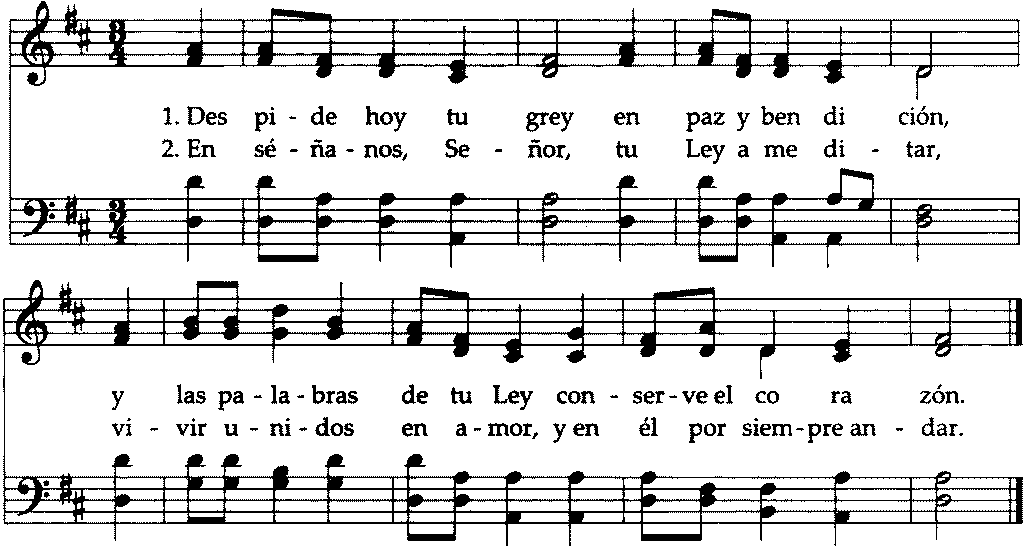 3
4
1. Des pi - de hoy tu grey en paz y ben di ción,
2. En sé - ña - nos, Se - ñor, tu Ley a me di - tar,
3
4
y las pa - la - bras de tu Ley con - ser - ve el co ra zón.
vi - vir u - ni - dos en a - mor, y en él por siem - pre an - dar.